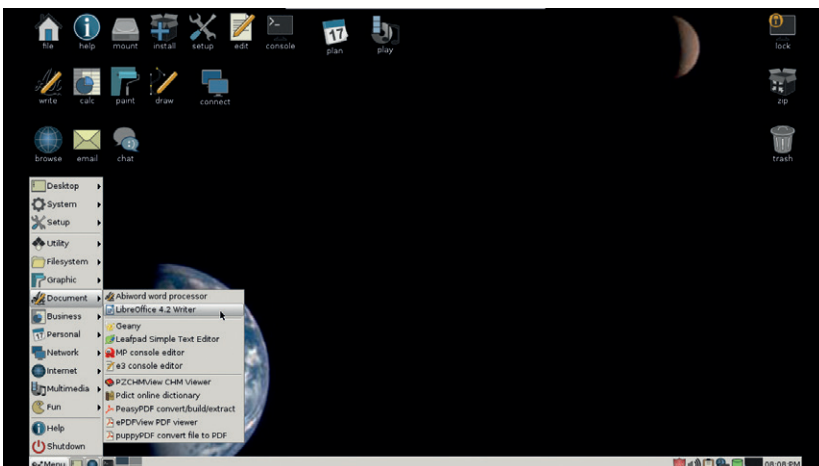 file help mount install setup edit console plan play lock
write calc paint draw connect zip
browse email chat trash
Desktop
System
Setup
Utility
Filesystem
Graphic
Document
Business
Personal
Network
Internet
Multimedia
Fun
Help
Shutdown
Abiword word processor
LibreOffice 4.2 Writer
Geany
Leafpad Simple Text Editor
MP console editor
e3 console editor
PZCHMView CHM Viewer
Pdict online dictionary
PeasyPDF convert/build/extract
ePDFView PDF viewer
puppyPDF convert file to PDF
Menu 08:08 PM